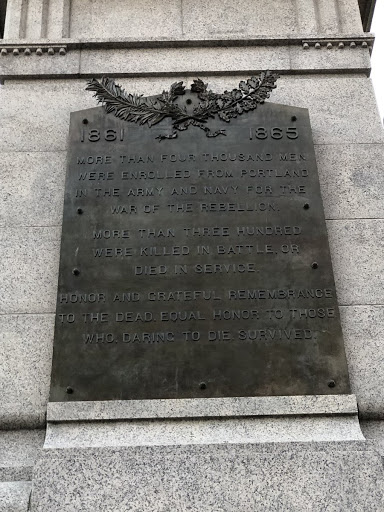 1861 1865
MORE THAN FOUR THOUSAND MEN
WERE ENROLLED FROM PORTLAND
IN THE ARMY AND NAVY FOR THE
WAR OF THE REBELLION.
MORE THAN THREE HUNDRED
WERE KILLED IN BATTLE, OR
DIED IN SERVICE.
HONOR AND GRATEFUL REMEMBRANCE
TO THE DEAD. EQUAL HONOR TO THOSE
WHO, DARING TO DIE, SURVIVED.